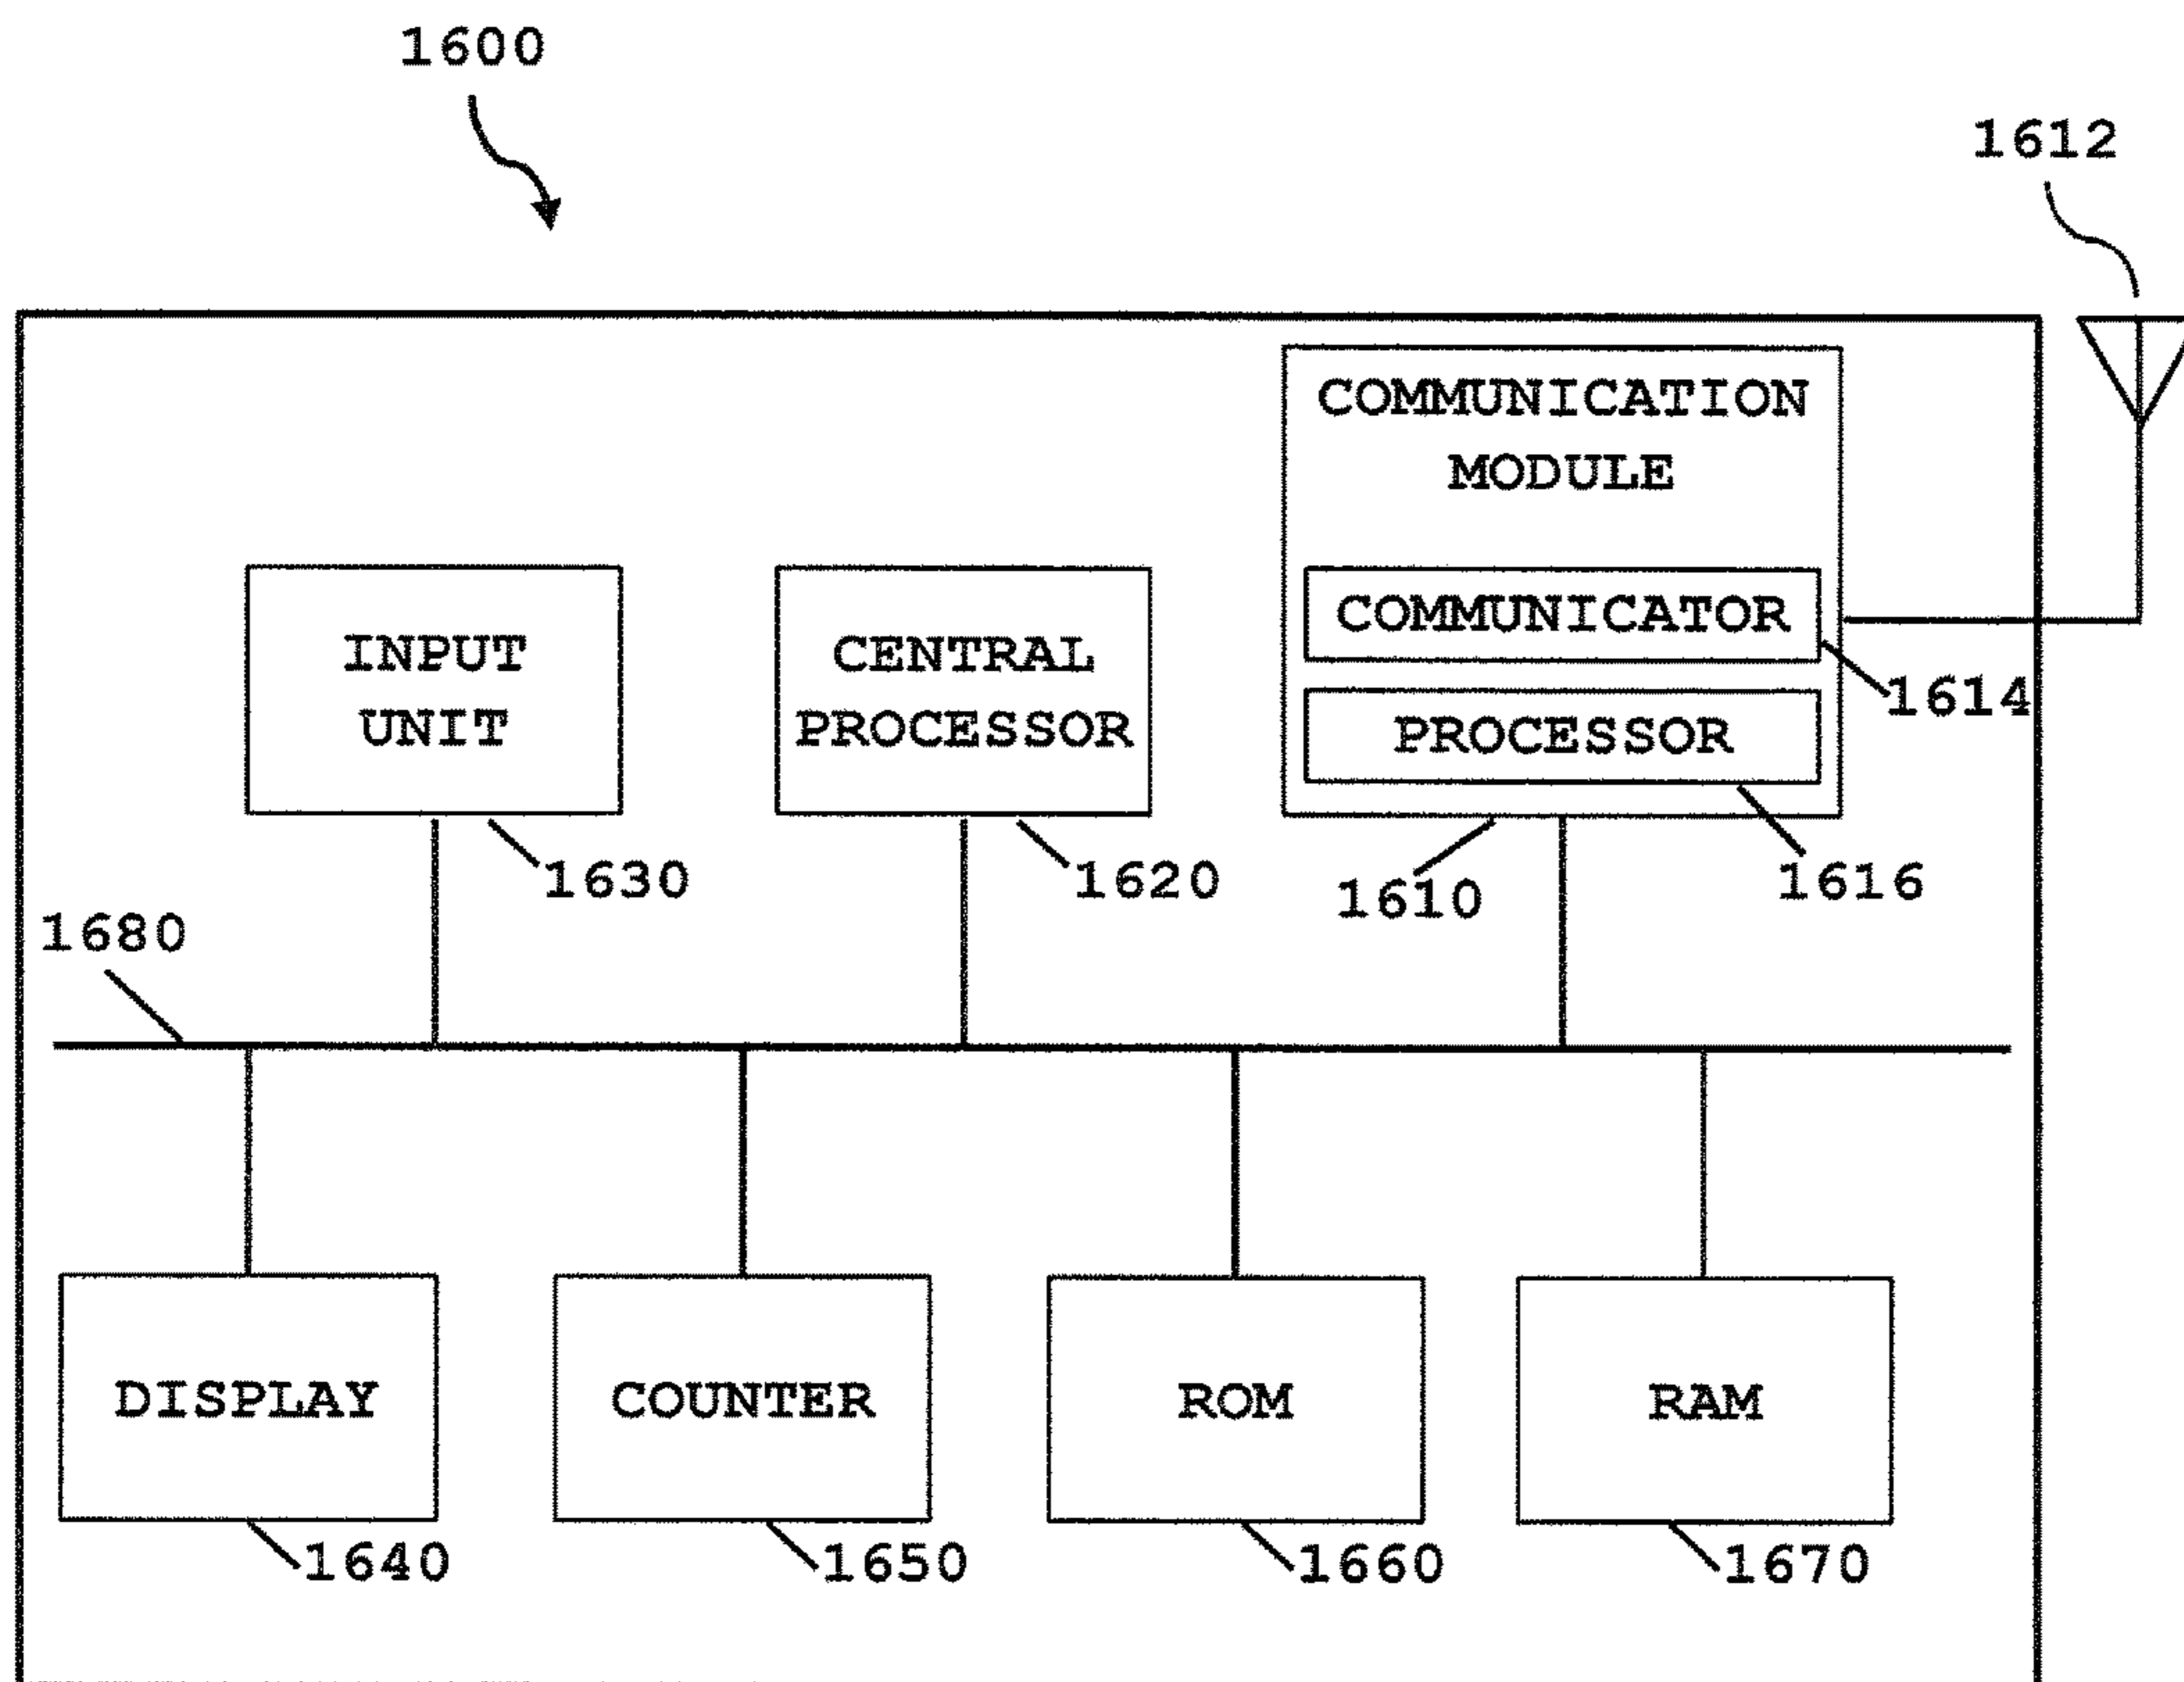 1600
1612
COMMUNICATION
MODULE
INPUT
UNIT
CENTRAL
PROCESSOR
COMMUNICATOR
1614
PROCESSOR
1630
1620
1610
1616
1680
DISPLAY
COUNTER
ROM
RAM
1640
1650
1660
1670